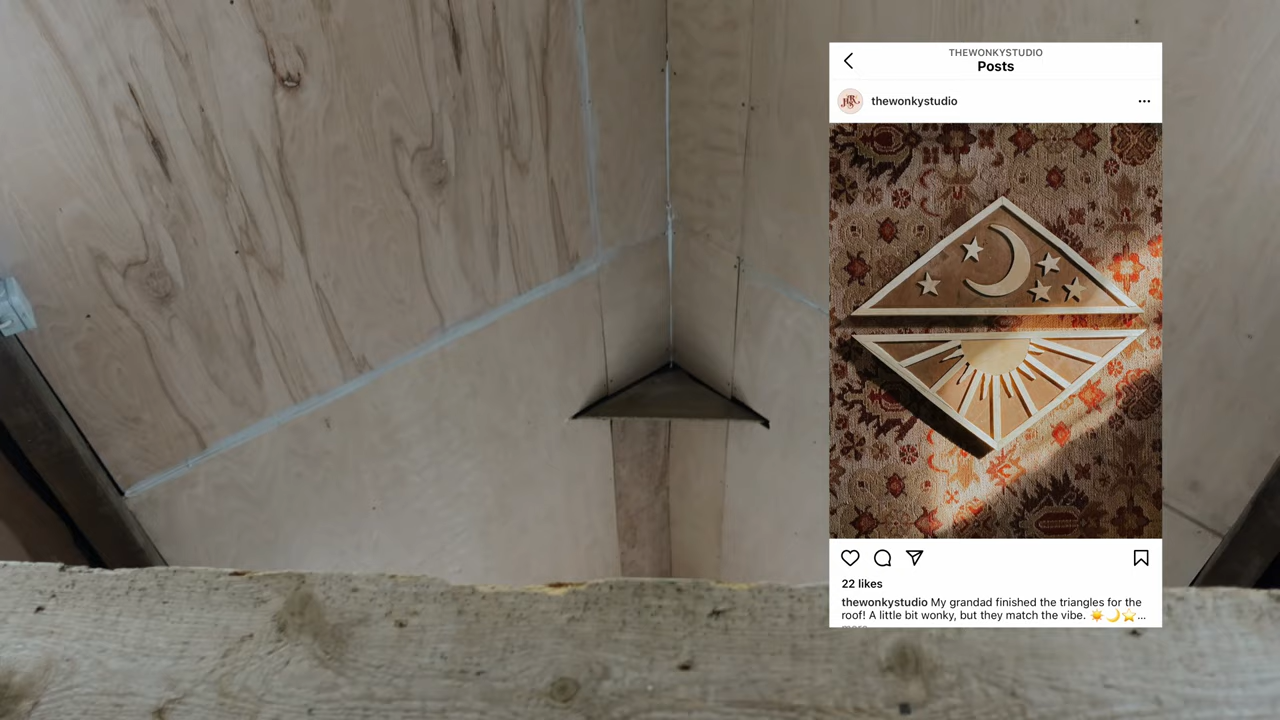 THEWONKYSTUDIO
Posts
thewonkystudio
22 likes
thewonkystudio My grandad finished the triangles for the
roof! A little bit wonky, but they match the vibe. ☀️🌙⭐...